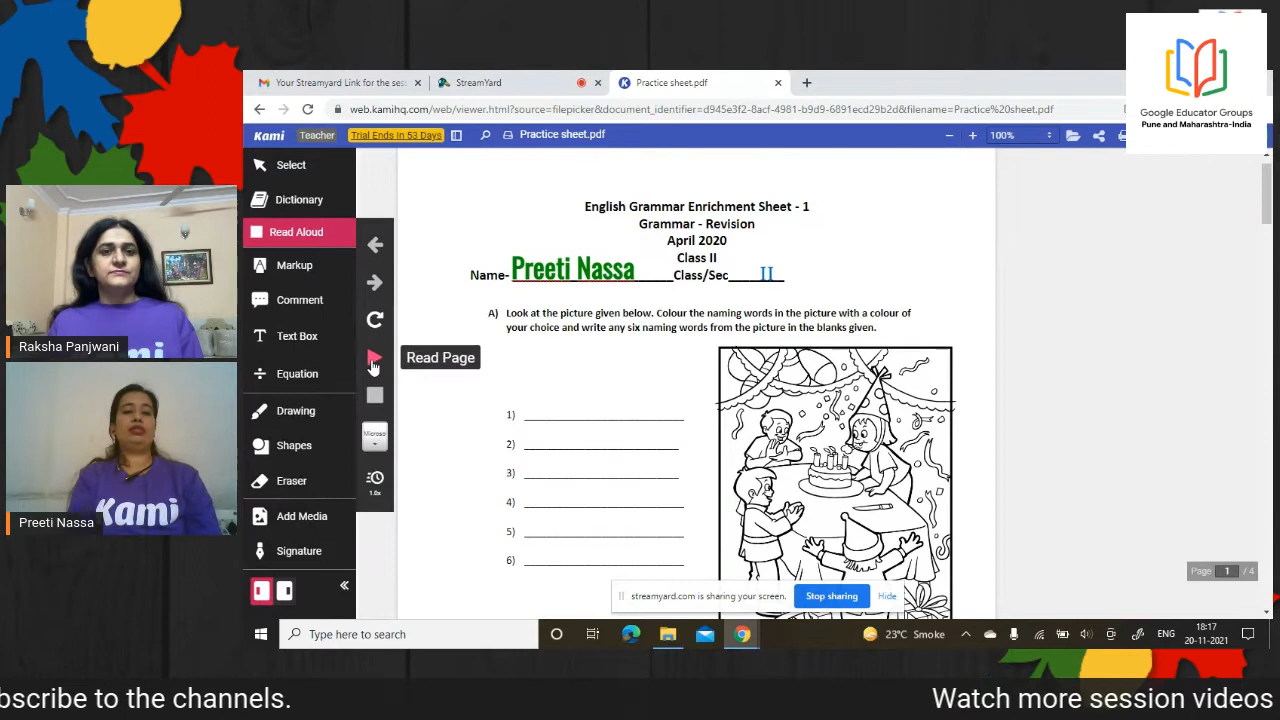 Google Educator Groups
Pune and Maharashtra-India
Your Streyamyard Link for the ses
StreamYard
Practice sheet.pdf
web.kamihq.com/web/viewer.html?source=filepicker&document_identifier=d945e3f2-8acf-4981-b9d9-6891ecd29b2d&filename=Practice%20sheet.pdf
Kami Teacher Trial Ends In 53 Days Practice sheet.pdf 100%
Select
Dictionary
Read Aloud
Markup
Comment
Text Box
Equation
Drawing
Shapes
Eraser
Add Media
Signature
Read Page
1.0x
English Grammar Enrichment Sheet - 1
Grammar - Revision
April 2020
Class II
Name- Preeti Nassa Class/Sec II
A) Look at the picture given below. Colour the naming words in the picture with a colour of
your choice and write any six naming words from the picture in the blanks given.
1)
2)
3)
4)
5)
6)
Page 1 / 4
streamyard.com is sharing your screen. Stop sharing Hide
Raksha Panjwani
Kami
Preeti Nassa
Type here to search
23°C Smoke
ENG
18:17
20-11-2021
bscribe to the channels. Watch more session videos